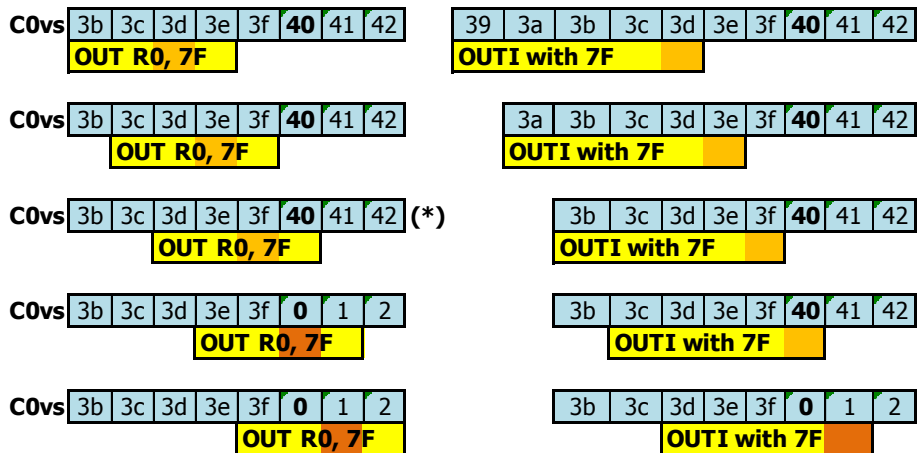 C0vs 3b 3c 3d 3e 3f 40 41 42 39 3a 3b 3c 3d 3e 3f 40 41 42
OUT R0, 7F OUTI with 7F
C0vs 3b 3c 3d 3e 3f 40 41 42 3a 3b 3c 3d 3e 3f 40 41 42
OUT R0, 7F OUTI with 7F
C0vs 3b 3c 3d 3e 3f 40 41 42 (*) 3b 3c 3d 3e 3f 40 41 42
OUT R0, 7F OUTI with 7F
C0vs 3b 3c 3d 3e 3f 0 1 2 3b 3c 3d 3e 3f 40 41 42
OUT R0, 7F OUTI with 7F
C0vs 3b 3c 3d 3e 3f 0 1 2 3b 3c 3d 3e 3f 0 1 2
OUT R0, 7F OUTI with 7F